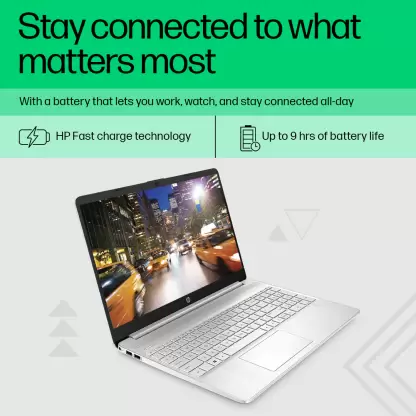 Stay connected to what
matters most
With a battery that lets you work, watch, and stay connected all-day
HP Fast charge technology
Up to 9 hrs of battery life
hp